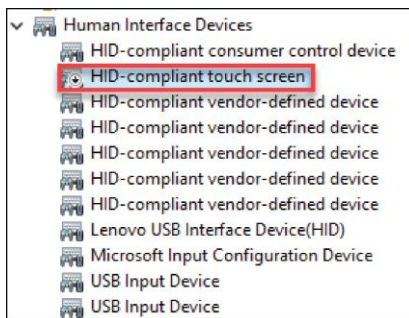 Human Interface Devices
HID-compliant consumer control device
HID-compliant touch screen
HID-compliant vendor-defined device
HID-compliant vendor-defined device
HID-compliant vendor-defined device
HID-compliant vendor-defined device
HID-compliant vendor-defined device
Lenovo USB Interface Device(HID)
Microsoft Input Configuration Device
USB Input Device
USB Input Device